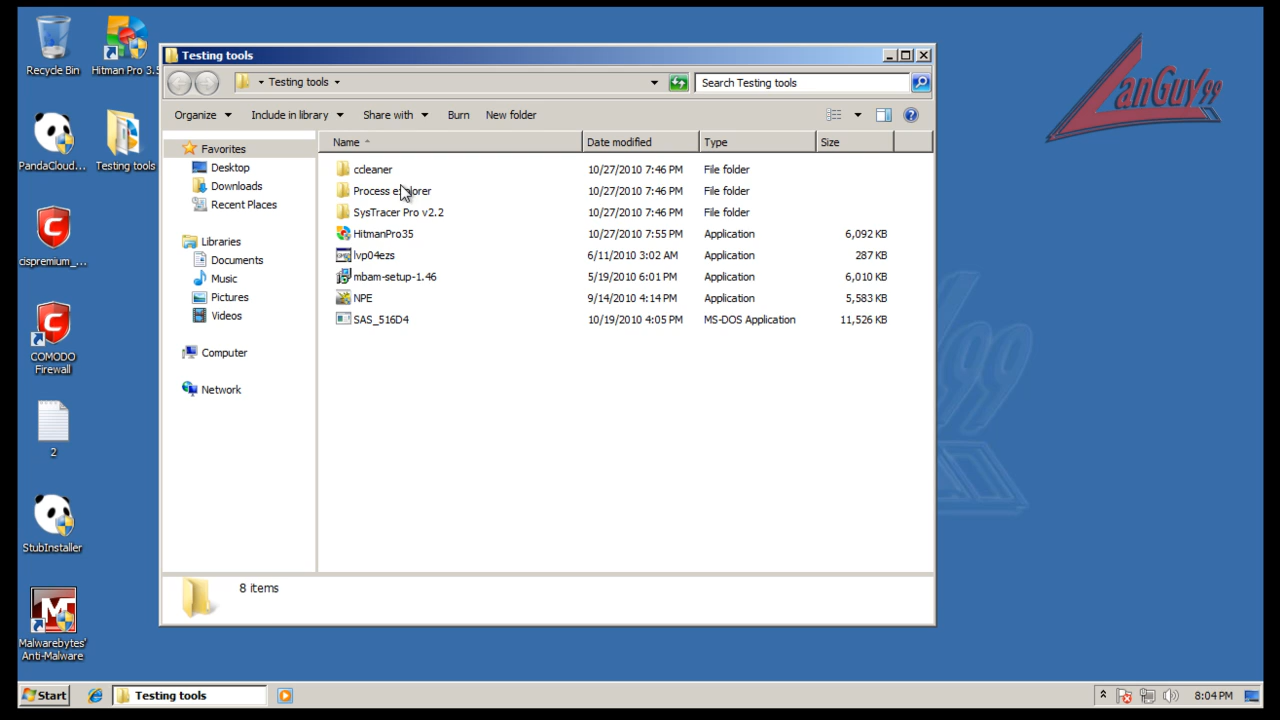 Recycle Bin
Hitman Pro 3.5
PandaCloud...
Testing tools
cispremium_...
COMODO
Firewall
2
StubInstaller
Malwarebytes'
Anti-Malware
Testing tools
Testing tools
Search Testing tools
Organize Include in library Share with Burn New folder
Favorites
Desktop
Downloads
Recent Places
Libraries
Documents
Music
Pictures
Videos
Computer
Network
Name Date modified Type Size
ccleaner 10/27/2010 7:46 PM File folder
Process explorer 10/27/2010 7:46 PM File folder
SysTracer Pro v2.2 10/27/2010 7:46 PM File folder
HitmanPro35 10/27/2010 7:55 PM Application 6,092 KB
lvp04ezs 6/11/2010 3:02 AM Application 287 KB
mbam-setup-1.46 5/19/2010 6:01 PM Application 6,010 KB
NPE 9/14/2010 4:14 PM Application 5,583 KB
SAS_516D4 10/19/2010 4:05 PM MS-DOS Application 11,526 KB
8 items
LanGuy99
Start
Testing tools
8:04 PM